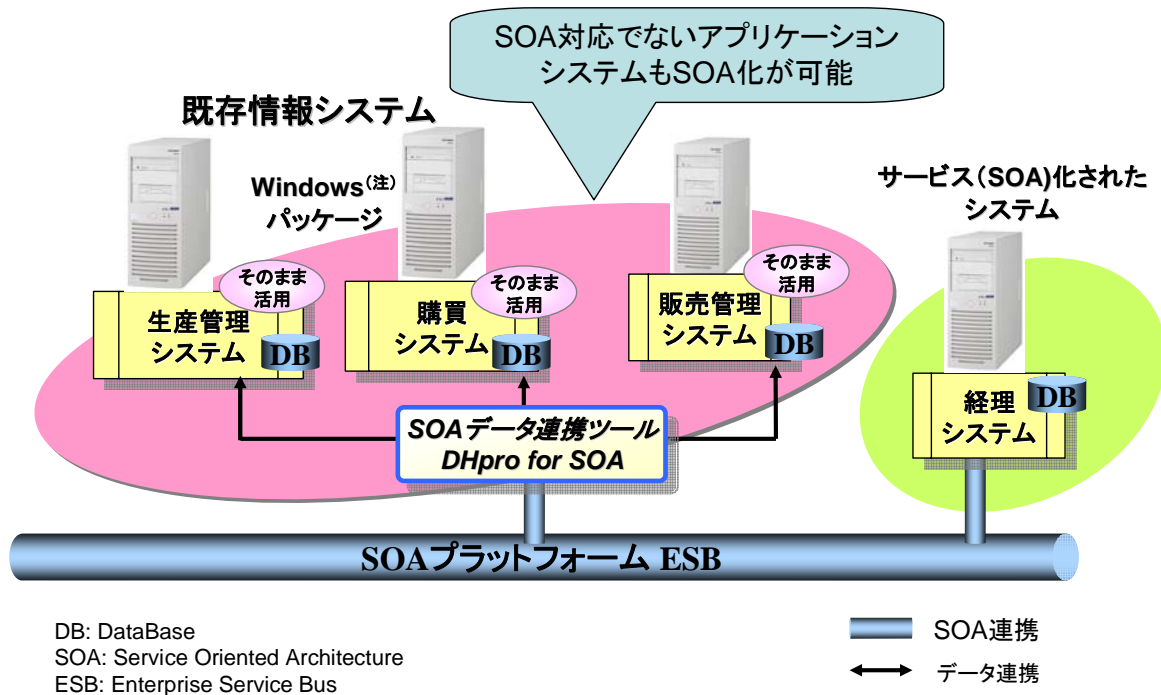 SOA対応でないアプリケーション
システムもSOA化が可能
既存情報システム
Windows(注)
パッケージ
サービス(SOA)化された
システム
そのまま
活用
生産管理
システム
DB
そのまま
活用
購買
システム
DB
そのまま
活用
販売管理
システム
DB
経理
システム
DB
SOAデータ連携ツール
DHpro for SOA
SOAプラットフォーム ESB
DB: DataBase
SOA: Service Oriented Architecture
ESB: Enterprise Service Bus
SOA連携
データ連携